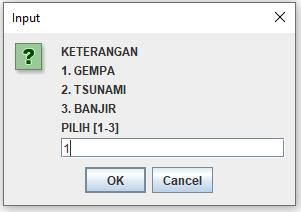 Input
?
KETERANGAN
1. GEMPA
2. TSUNAMI
3. BANJIR
PILIH [1-3]
1
OK Cancel